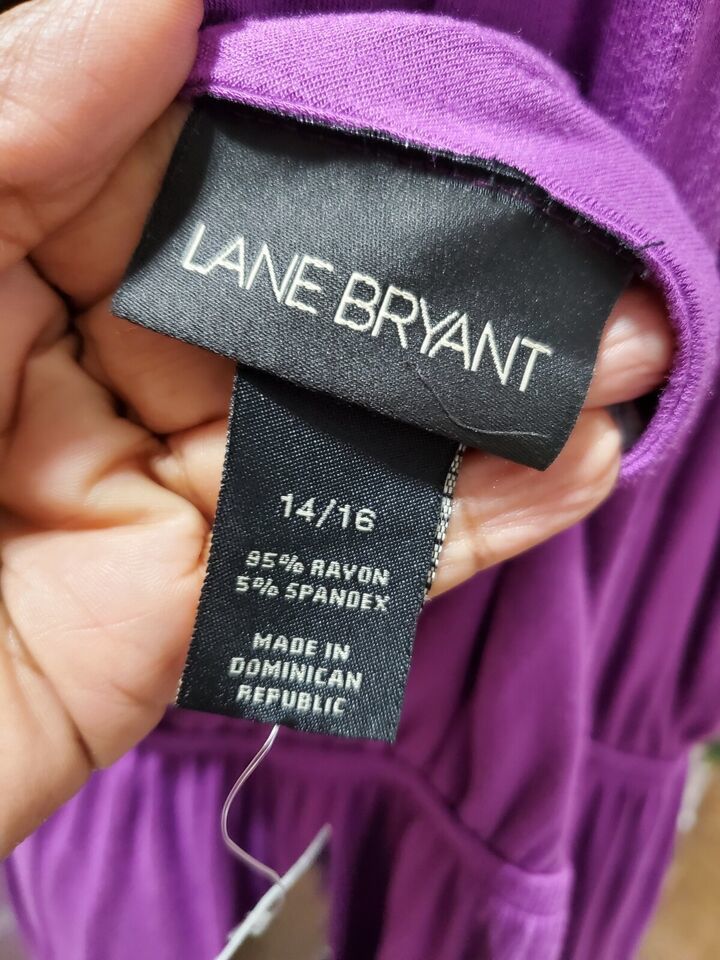 LANE BRYANT
14/16
95% RAYON
5% SPANDEX
MADE IN
DOMINICAN
REPUBLIC